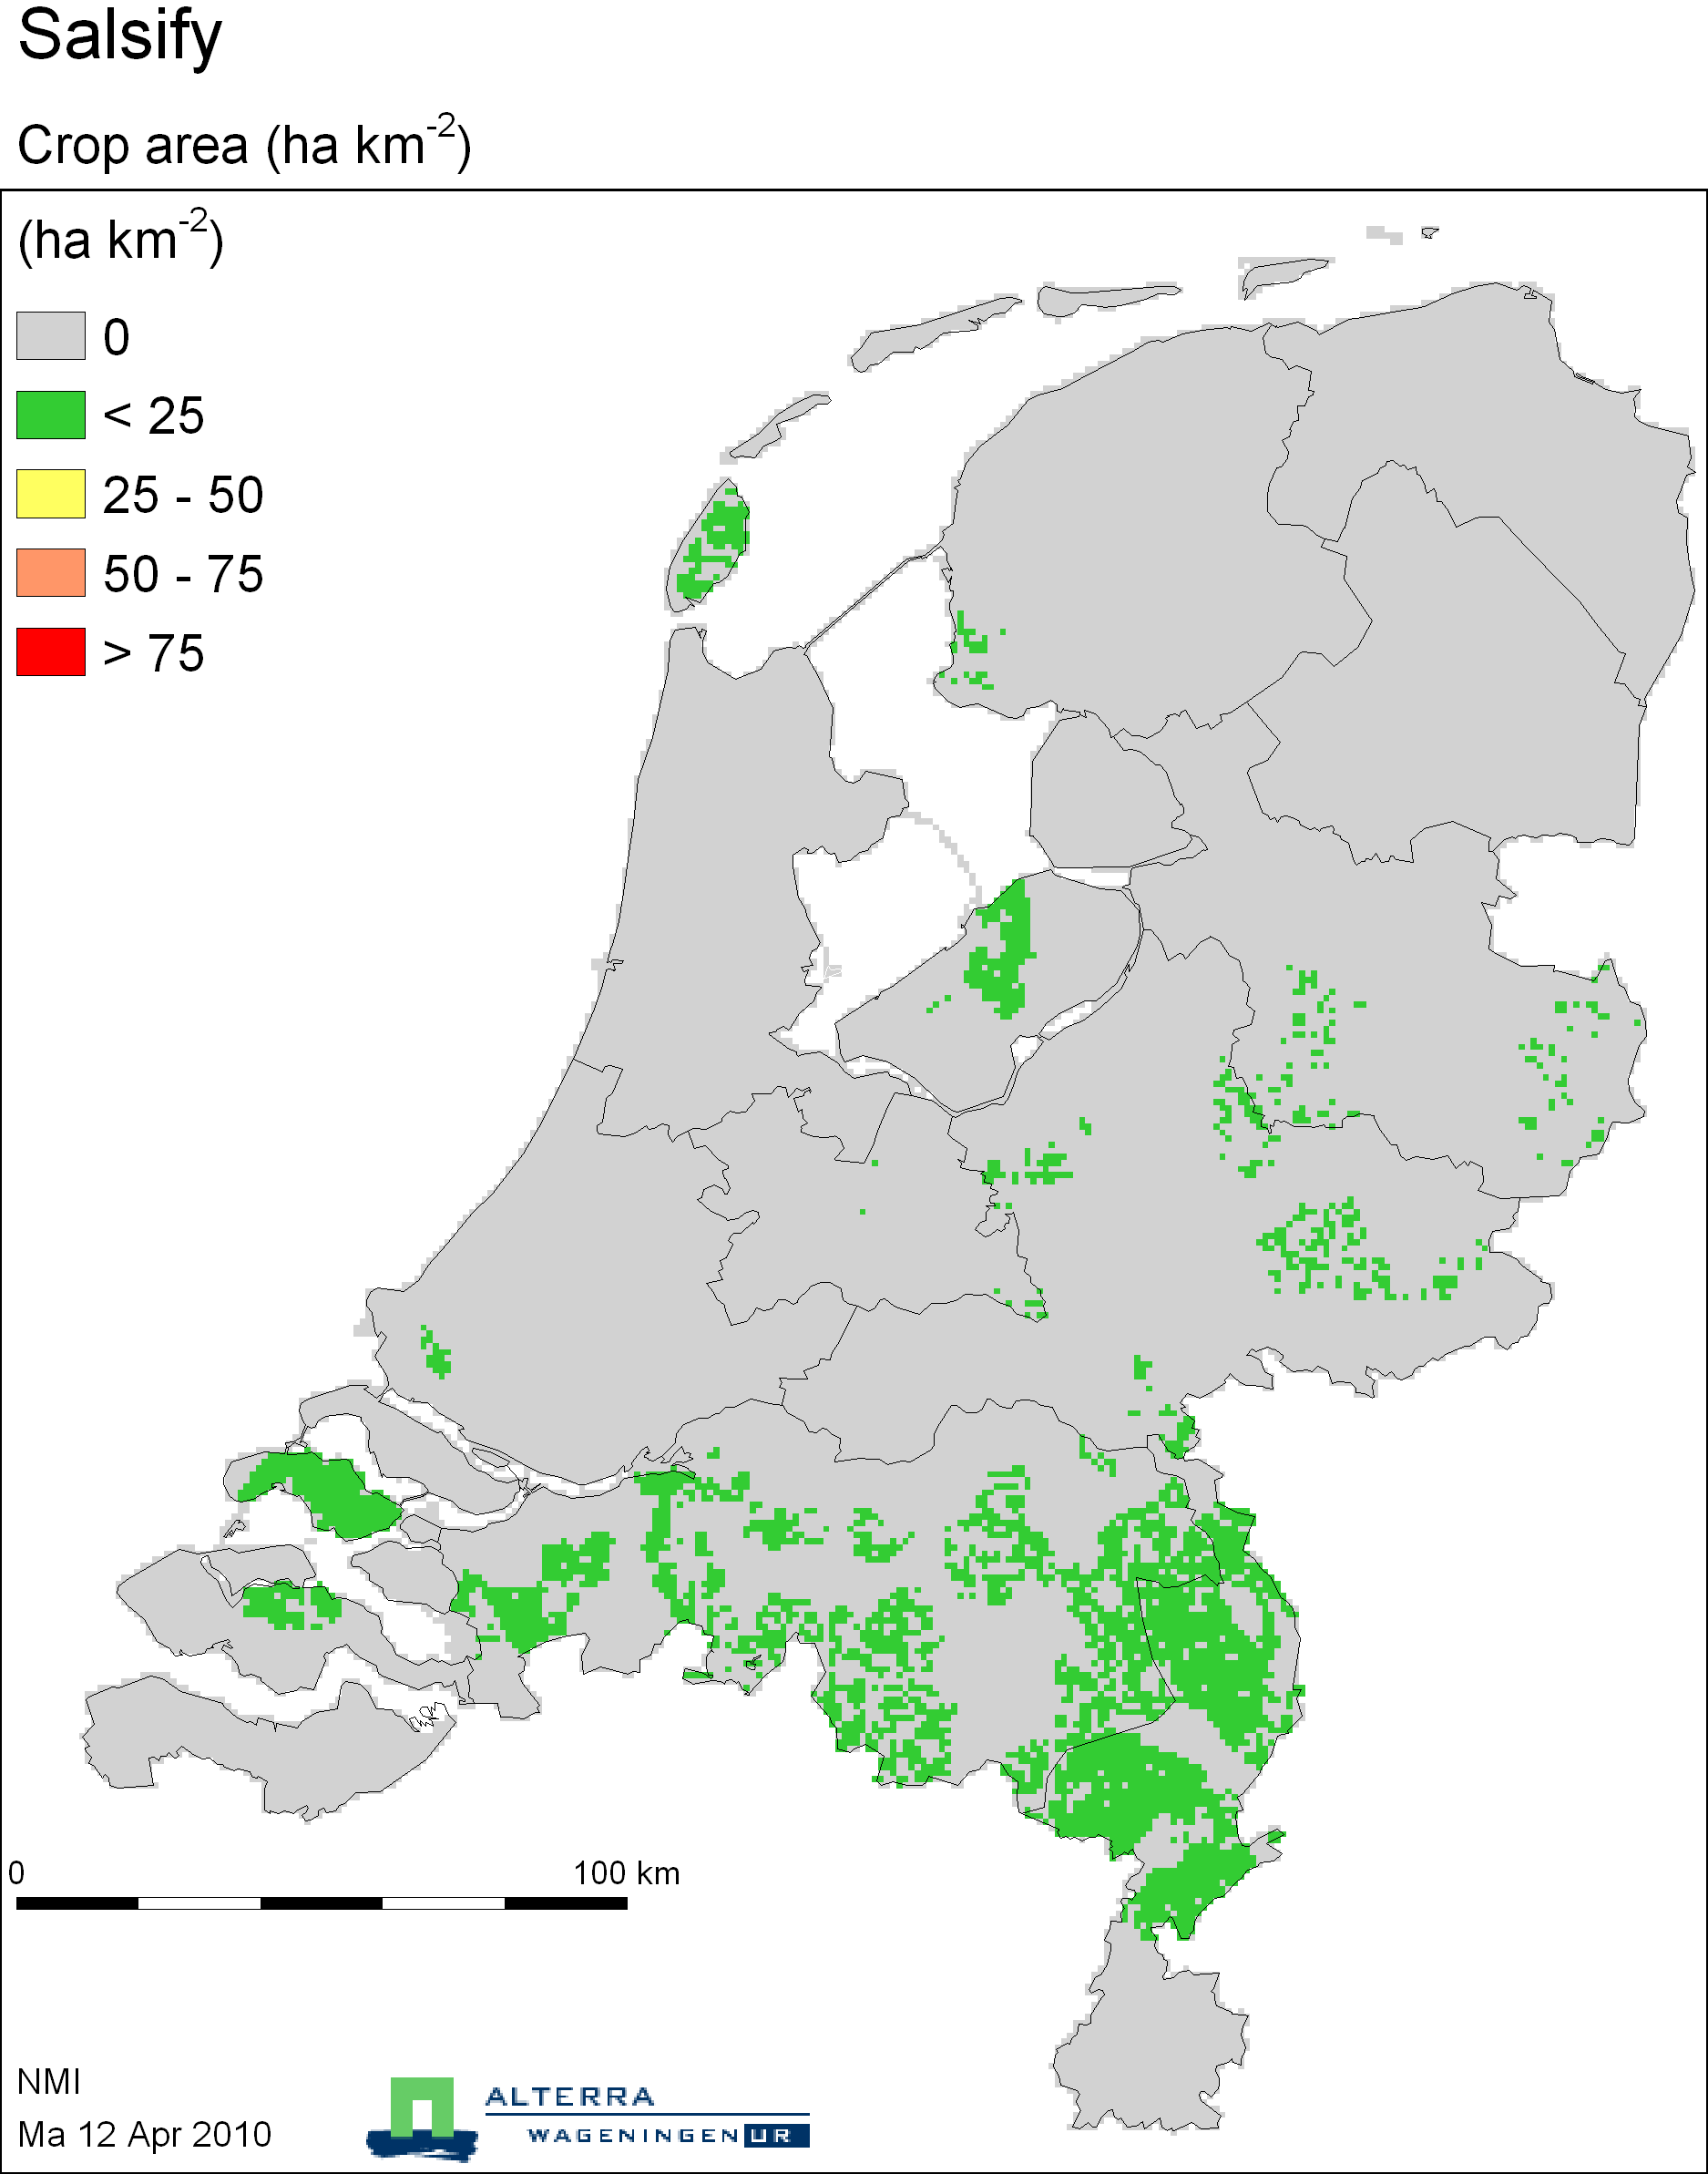 Salsify
Crop area (ha km-2)
(ha km-2)
0
< 25
25 - 50
50 - 75
> 75
0 100 km
NMI
Ma 12 Apr 2010
ALTERRA
WAGENINGEN UR